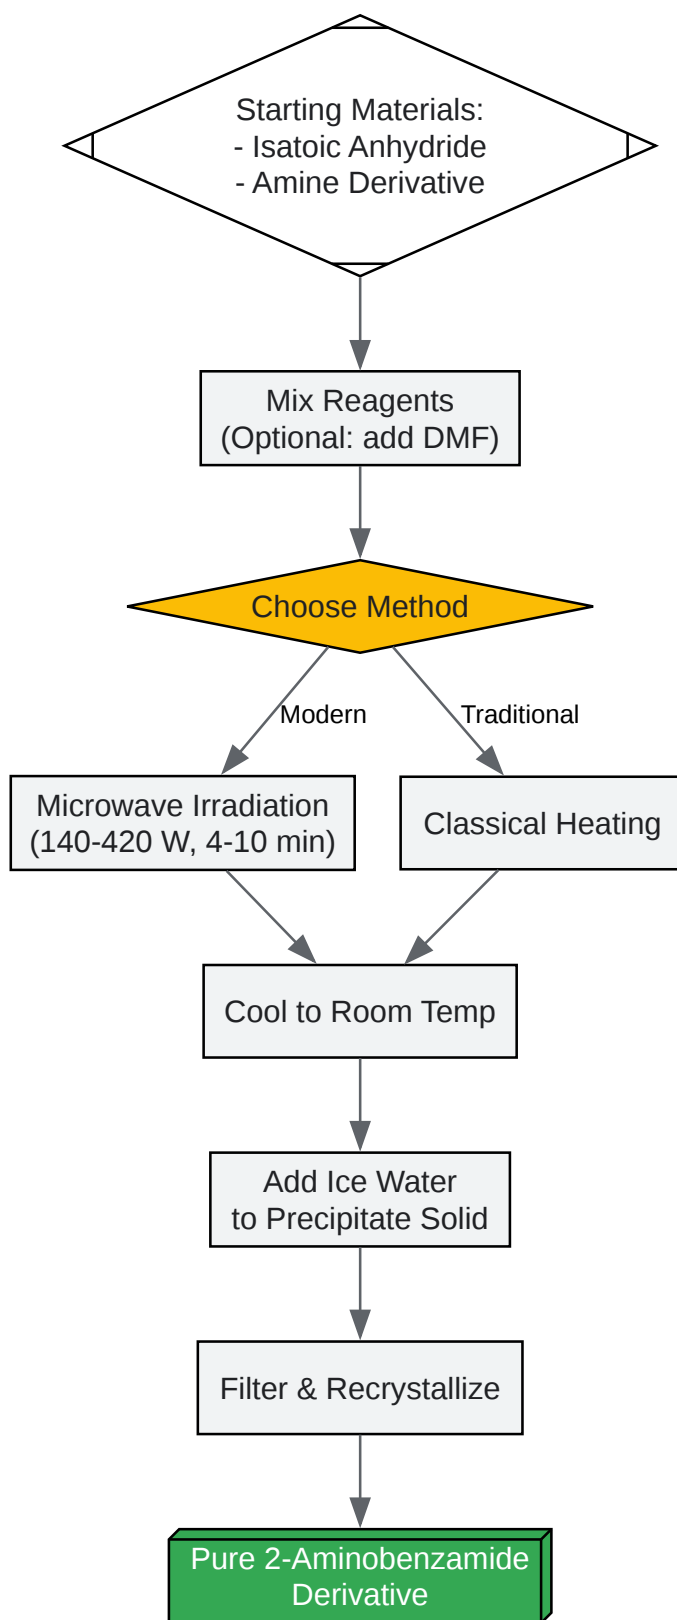 Starting Materials:
- Isatoic Anhydride
- Amine Derivative
Mix Reagents
(Optional: add DMF)
Choose Method
Modern
Traditional
Microwave Irradiation
(140-420 W, 4-10 min)
Classical Heating
Cool to Room Temp
Add Ice Water
to Precipitate Solid
Filter & Recrystallize
Pure 2-Aminobenzamide
Derivative